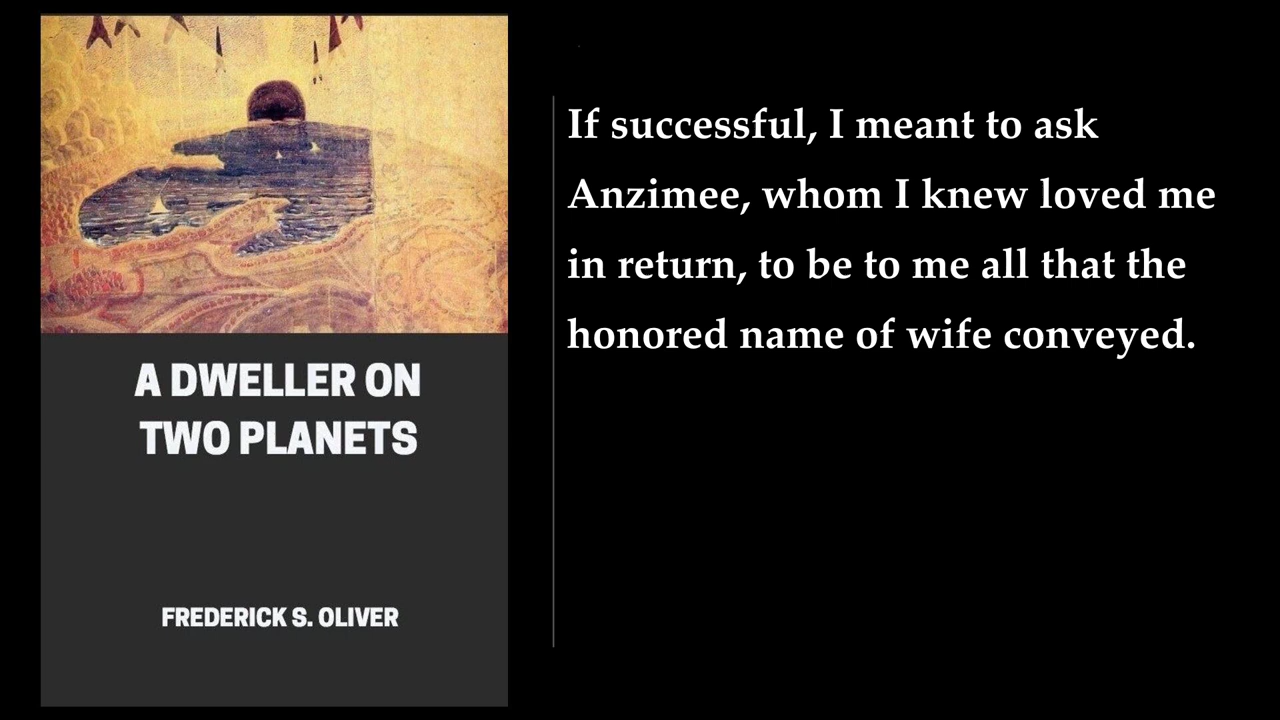 A DWELLER ON
TWO PLANETS
FREDERICK S. OLIVER
If successful, I meant to ask
Anzimee, whom I knew loved me
in return, to be to me all that the
honored name of wife conveyed.